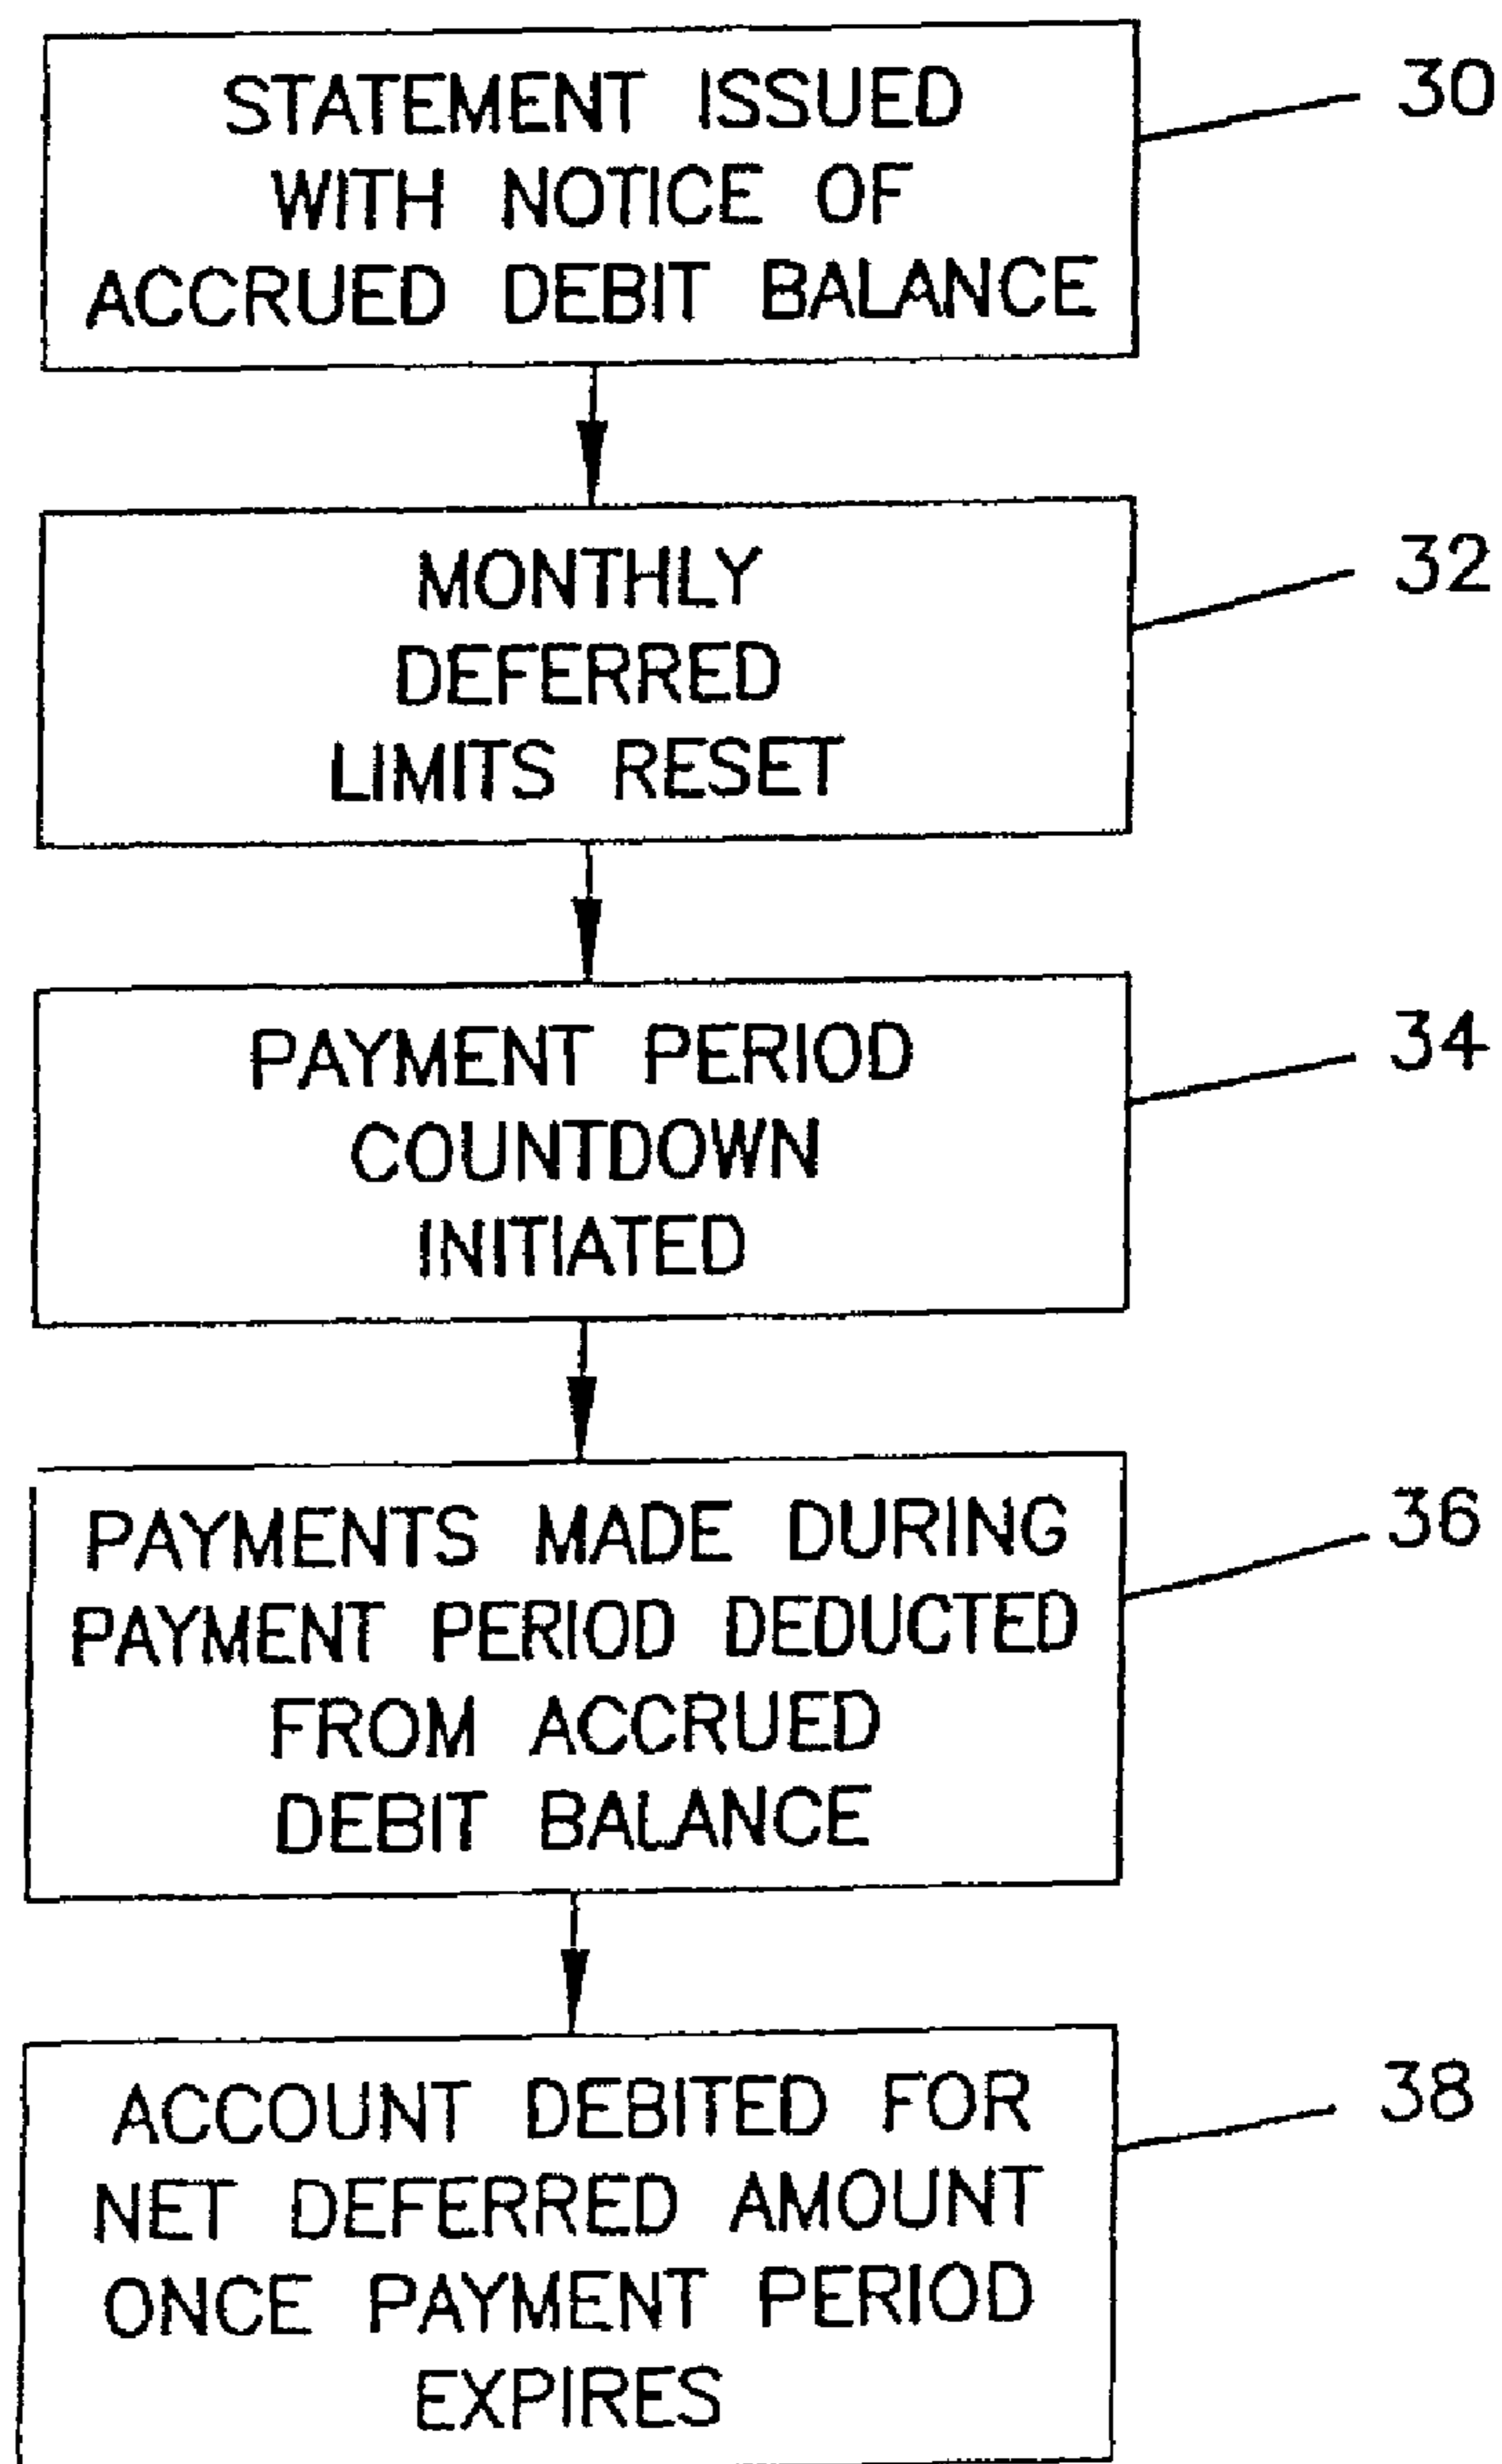 STATEMENT ISSUED
WITH NOTICE OF
ACCRUED DEBIT BALANCE
30
MONTHLY
DEFERRED
LIMITS RESET
32
PAYMENT PERIOD
COUNTDOWN
INITIATED
34
PAYMENTS MADE DURING
PAYMENT PERIOD DEDUCTED
FROM ACCRUED
DEBIT BALANCE
36
ACCOUNT DEBITED FOR
NET DEFERRED AMOUNT
ONCE PAYMENT PERIOD
EXPIRES
38